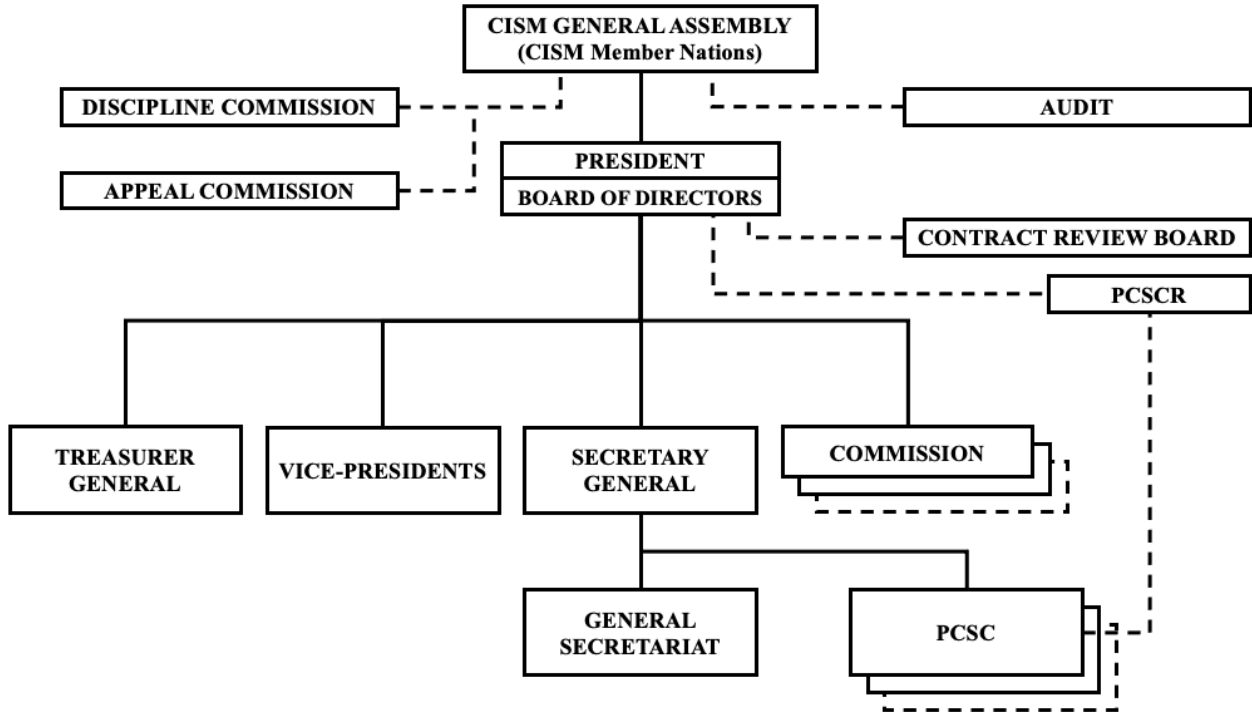 CISM GENERAL ASSEMBLY
(CISM Member Nations)
DISCIPLINE COMMISSION
AUDIT
PRESIDENT
APPEAL COMMISSION
BOARD OF DIRECTORS
CONTRACT REVIEW BOARD
PCSCR
TREASURER
GENERAL
VICE-PRESIDENTS
SECRETARY
GENERAL
COMMISSION
GENERAL
SECRETARIAT
PCSC